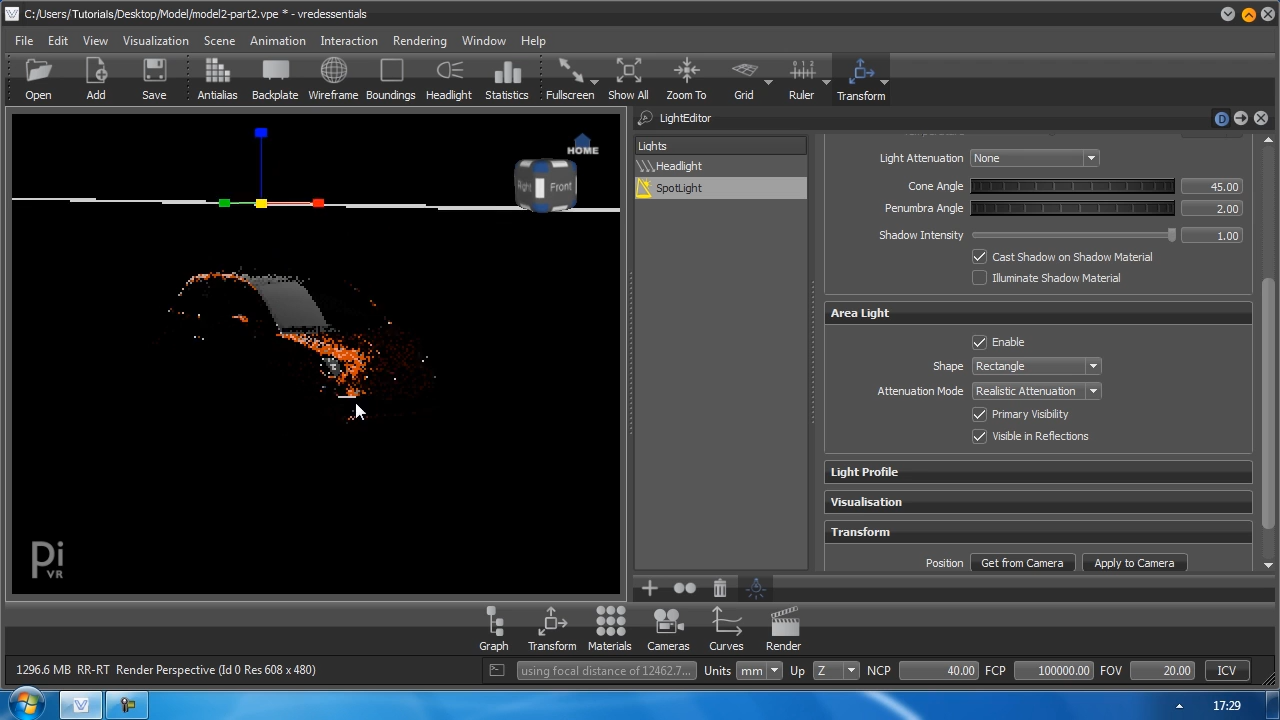 C:/Users/Tutorials/Desktop/Model/model2-part2.vpe * - vredessentials
File Edit View Visualization Scene Animation Interaction Rendering Window Help
Open Add Save Antialias Backplate Wireframe Boundings Headlight Statistics Fullscreen Show All Zoom To Grid Ruler Transform
LightEditor
D
Lights
Headlight
SpotLight
HOME
Right Front
Light Attenuation None
Cone Angle 45.00
Penumbra Angle 2.00
Shadow Intensity 1.00
Cast Shadow on Shadow Material
Illuminate Shadow Material
Area Light
Enable
Shape Rectangle
Attenuation Mode Realistic Attenuation
Primary Visibility
Visible in Reflections
Light Profile
Visualisation
Transform
Position Get from Camera Apply to Camera
Pi
VR
Graph Transform Materials Cameras Curves Render
1296.6 MB RR-RT Render Perspective (Id 0 Res 608 x 480)
using focal distance of 12462.7... Units mm Up Z NCP 40.00 FCP 100000.00 FOV 20.00 ICV
17:29